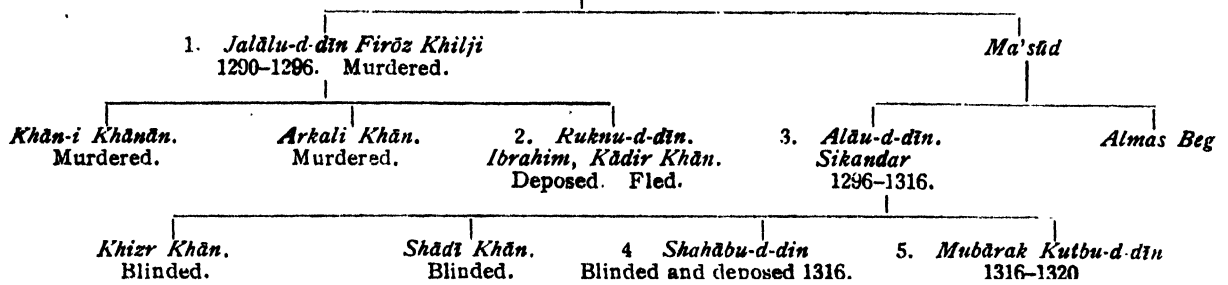 1. Jalālu-d-dīn Firōz Khilji
1290–1296. Murdered.
Ma'sūd
Khān-i Khānān.
Murdered.
Arkali Khān.
Murdered.
2. Ruknu-d-dīn.
Ibrahim, Kādir Khān.
Deposed. Fled.
3. Alāu-d-dīn.
Sikandar
1296–1316.
Almas Beg
Khizr Khān.
Blinded.
Shādī Khān.
Blinded.
4 Shahābu-d-din
Blinded and deposed 1316.
5. Mubārak Kutbu-d-dīn
1316–1320